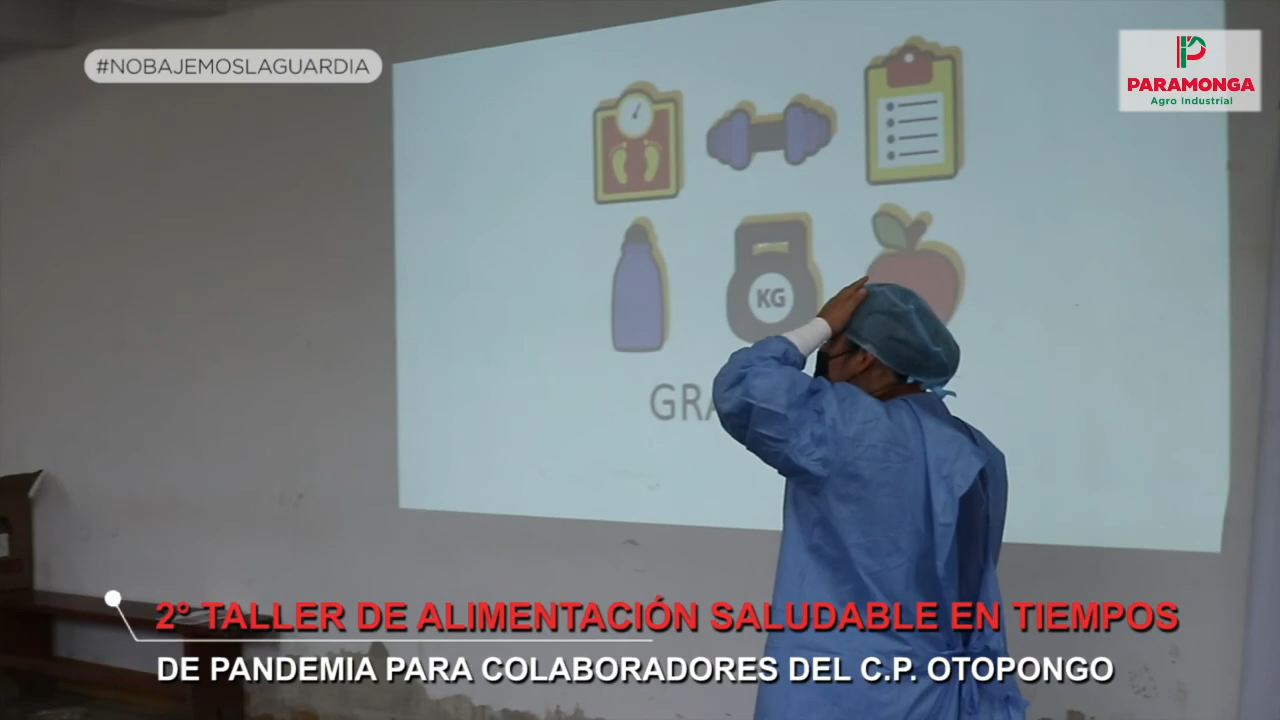 #NOBAJEMOSLAGUARDIA
PARAMONGA
Agro Industrial
KG
2° TALLER DE ALIMENTACIÓN SALUDABLE EN TIEMPOS
DE PANDEMIA PARA COLABORADORES DEL C.P. OTOPONGO